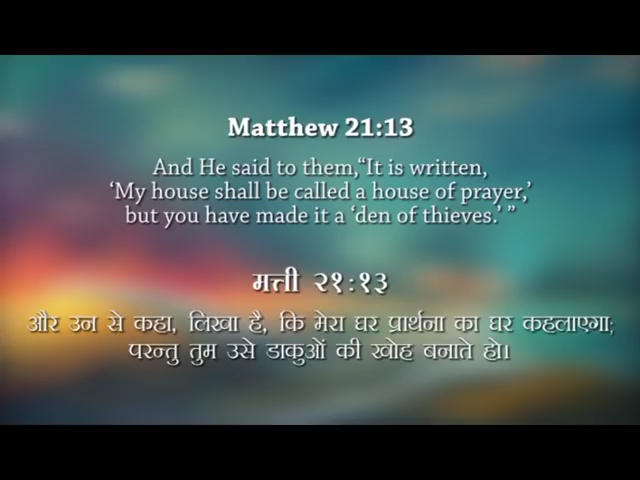 Matthew 21:13
And He said to them,“It is written,
‘My house shall be called a house of prayer,’
but you have made it a ‘den of thieves.’ ”
मत्ती २१:१३
और उन से कहा, लिखा है, कि मेरा घर प्रार्थना का घर कहलाएगा;
परन्तु तुम उसे डाकुओं की खोह बनाते हो।